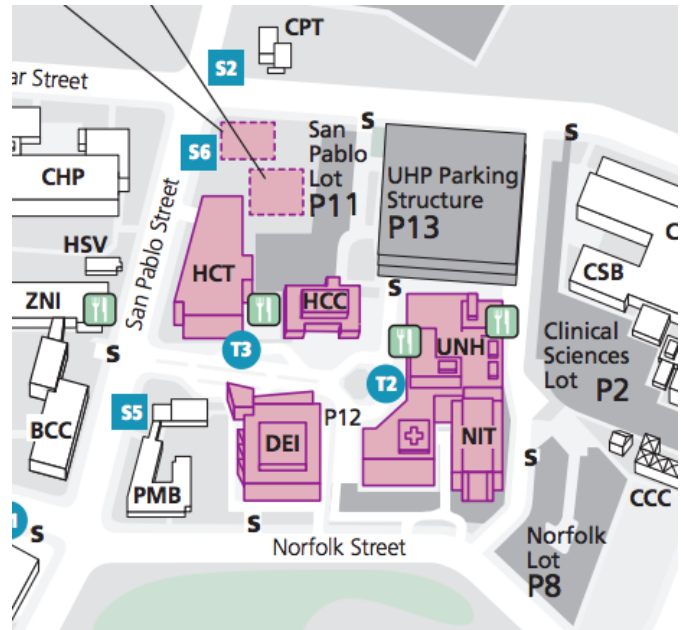 CPT
S2
ar Street
S
S
San
Pablo
Lot
P11
UHP Parking
Structure
P13
S6
CHP
San Pablo Street
HSV
HCT
HCC
S
CSB
C
ZNI
UNH
Clinical
Sciences
Lot P2
S
T3
T2
S5
P12
BCC
DEI
NIT
PMB
S
CCC
S
S
Norfolk Street
Norfolk
Lot
P8